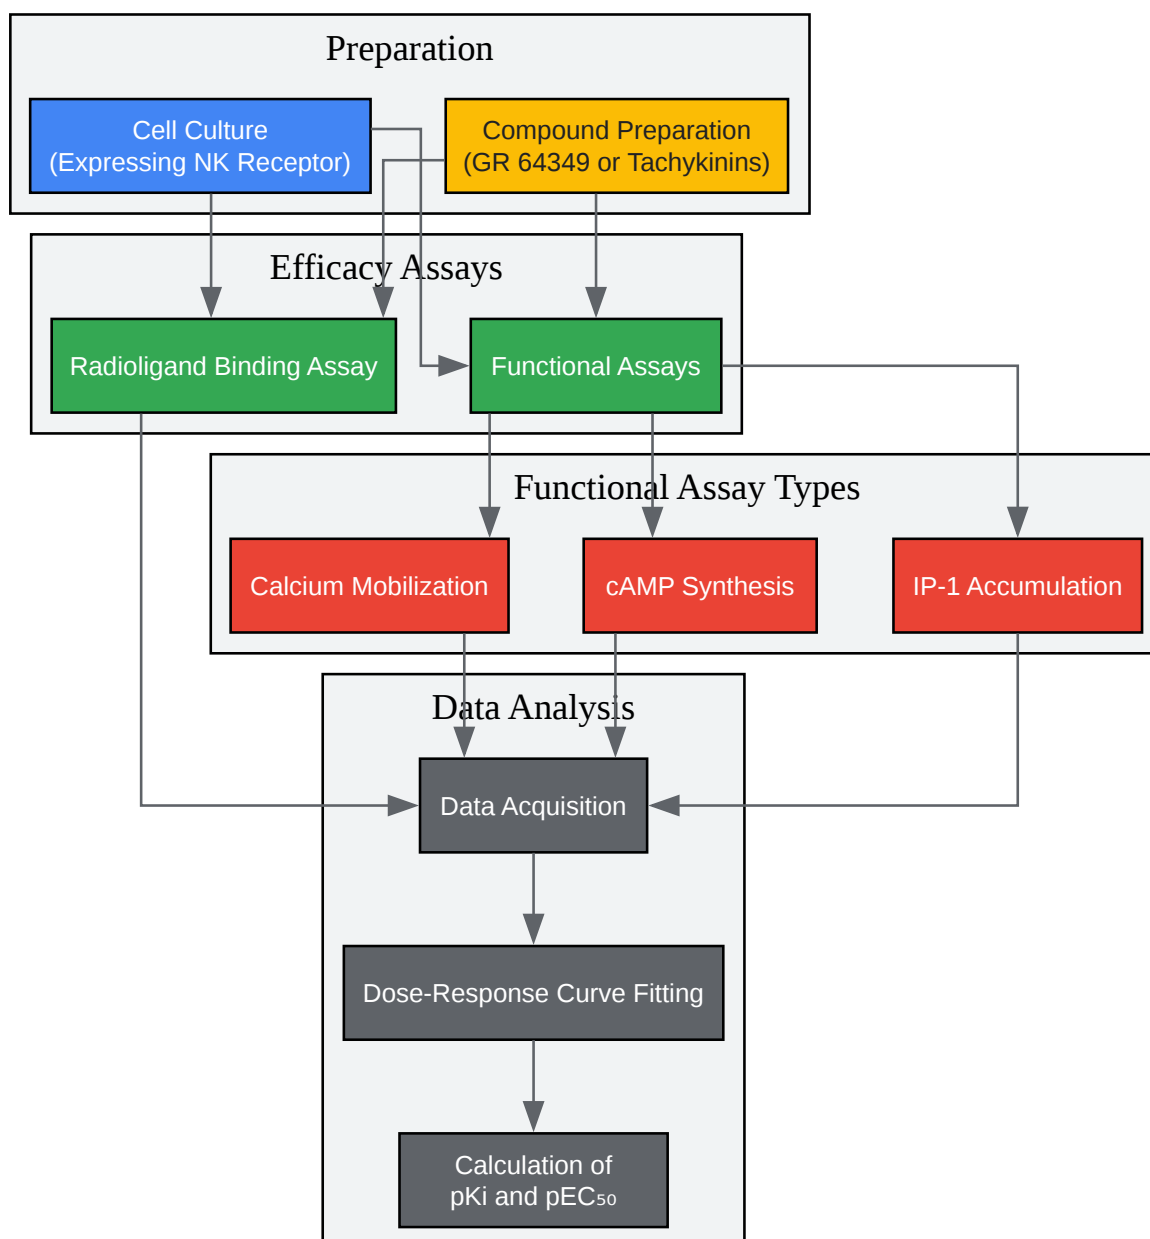 Preparation
Cell Culture
(Expressing NK Receptor)
Compound Preparation
(GR 64349 or Tachykinins)
Efficacy Assays
Radioligand Binding Assay
Functional Assays
Functional Assay Types
Calcium Mobilization
cAMP Synthesis
IP-1 Accumulation
Data Analysis
Data Acquisition
Dose-Response Curve Fitting
Calculation of
pKi and pEC₅₀